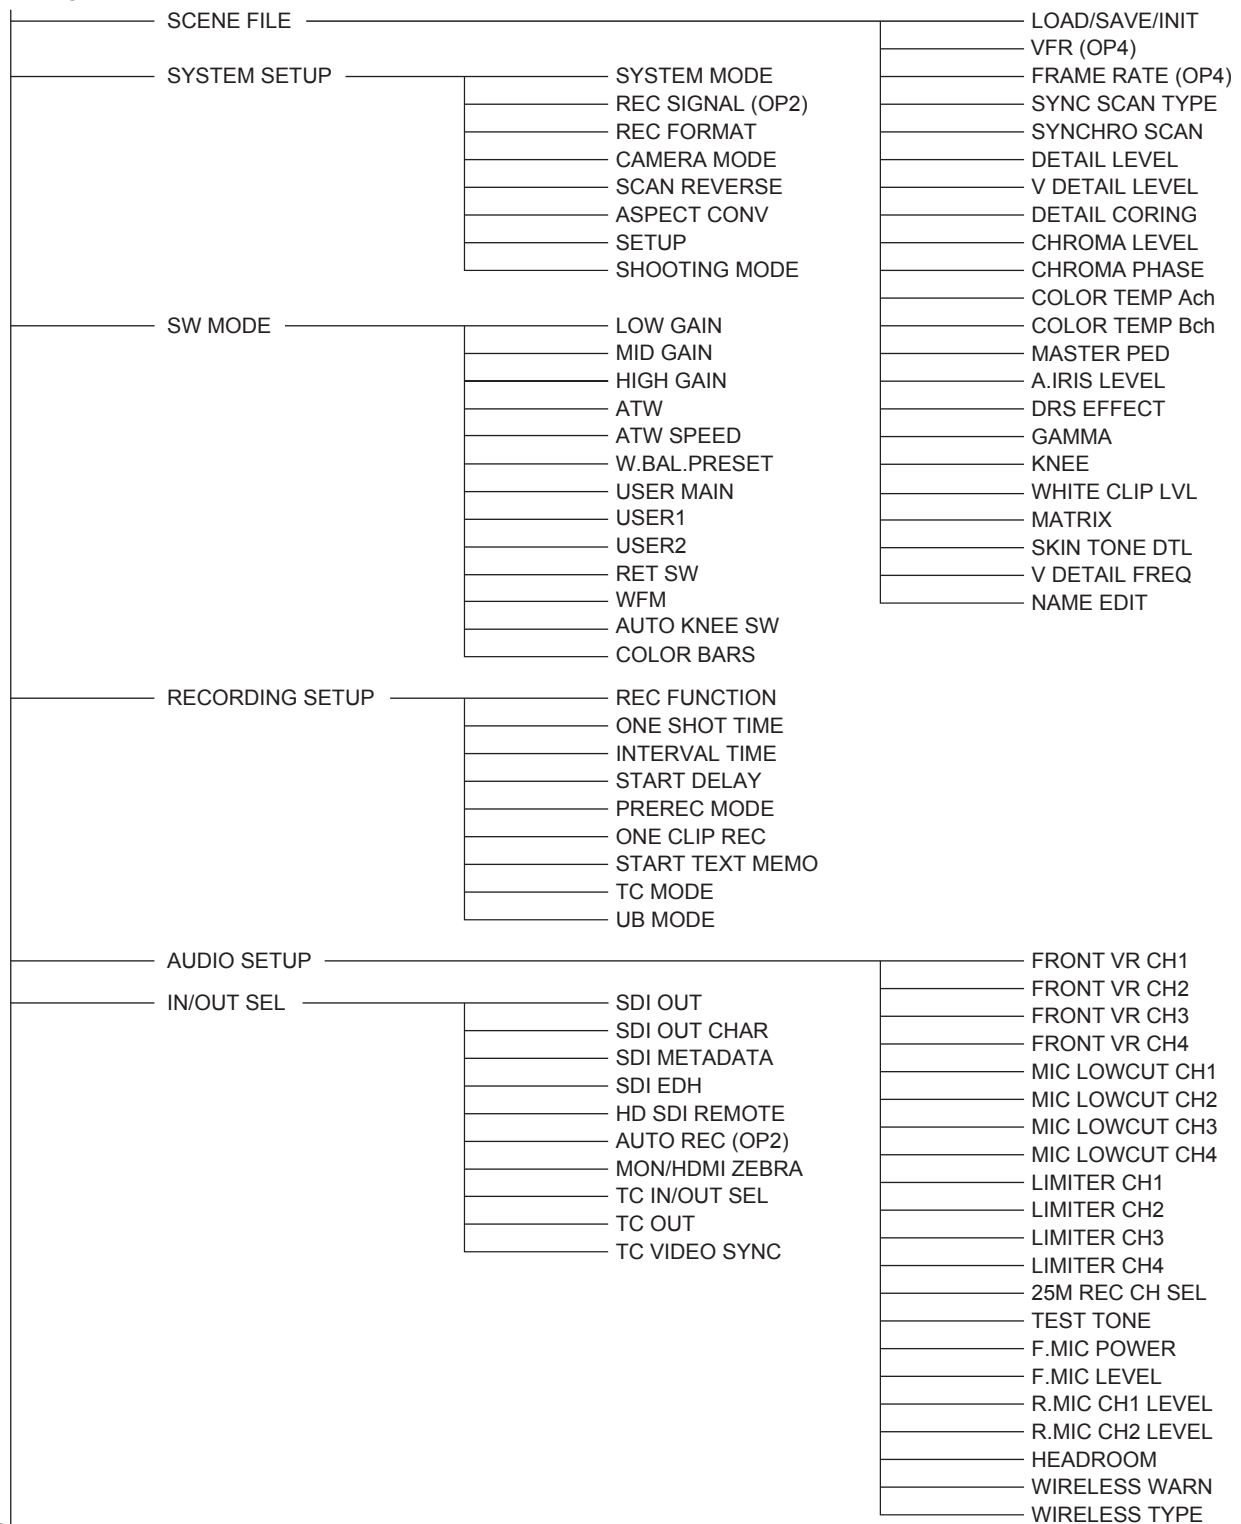 SCENE FILE
LOAD/SAVE/INIT
VFR (OP4)
FRAME RATE (OP4)
SYNC SCAN TYPE
SYNCHRO SCAN
DETAIL LEVEL
V DETAIL LEVEL
DETAIL CORING
CHROMA LEVEL
CHROMA PHASE
COLOR TEMP Ach
COLOR TEMP Bch
MASTER PED
A.IRIS LEVEL
DRS EFFECT
GAMMA
KNEE
WHITE CLIP LVL
MATRIX
SKIN TONE DTL
V DETAIL FREQ
NAME EDIT
SYSTEM SETUP
SYSTEM MODE
REC SIGNAL (OP2)
REC FORMAT
CAMERA MODE
SCAN REVERSE
ASPECT CONV
SETUP
SHOOTING MODE
SW MODE
LOW GAIN
MID GAIN
HIGH GAIN
ATW
ATW SPEED
W.BAL.PRESET
USER MAIN
USER1
USER2
RET SW
WFM
AUTO KNEE SW
COLOR BARS
RECORDING SETUP
REC FUNCTION
ONE SHOT TIME
INTERVAL TIME
START DELAY
PREREC MODE
ONE CLIP REC
START TEXT MEMO
TC MODE
UB MODE
AUDIO SETUP
FRONT VR CH1
FRONT VR CH2
FRONT VR CH3
FRONT VR CH4
MIC LOWCUT CH1
MIC LOWCUT CH2
MIC LOWCUT CH3
MIC LOWCUT CH4
LIMITER CH1
LIMITER CH2
LIMITER CH3
LIMITER CH4
25M REC CH SEL
TEST TONE
F.MIC POWER
F.MIC LEVEL
R.MIC CH1 LEVEL
R.MIC CH2 LEVEL
HEADROOM
WIRELESS WARN
WIRELESS TYPE
IN/OUT SEL
SDI OUT
SDI OUT CHAR
SDI METADATA
SDI EDH
HD SDI REMOTE
AUTO REC (OP2)
MON/HDMI ZEBRA
TC IN/OUT SEL
TC OUT
TC VIDEO SYNC